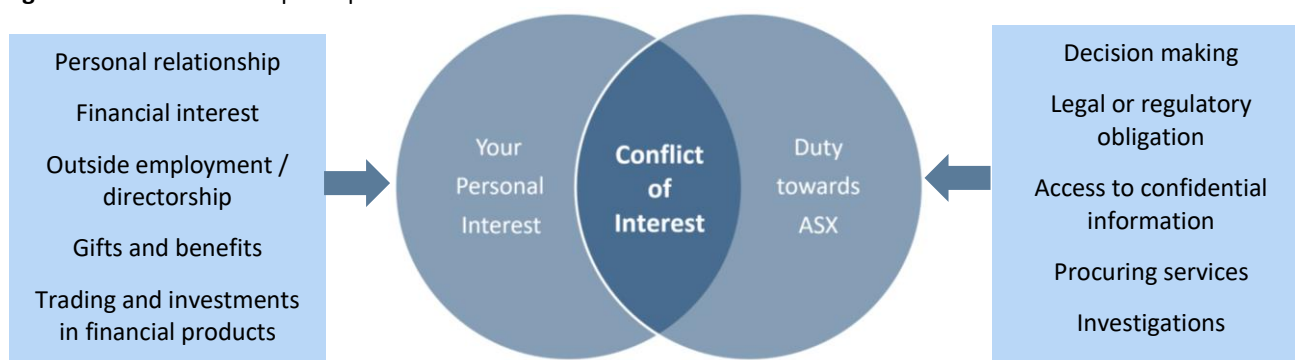 Personal relationship
Financial interest
Outside employment /
directorship
Gifts and benefits
Trading and investments
in financial products
Your
Personal
Interest
Conflict
of
Interest
Duty
towards
ASX
Decision making
Legal or regulatory
obligation
Access to confidential
information
Procuring services
Investigations